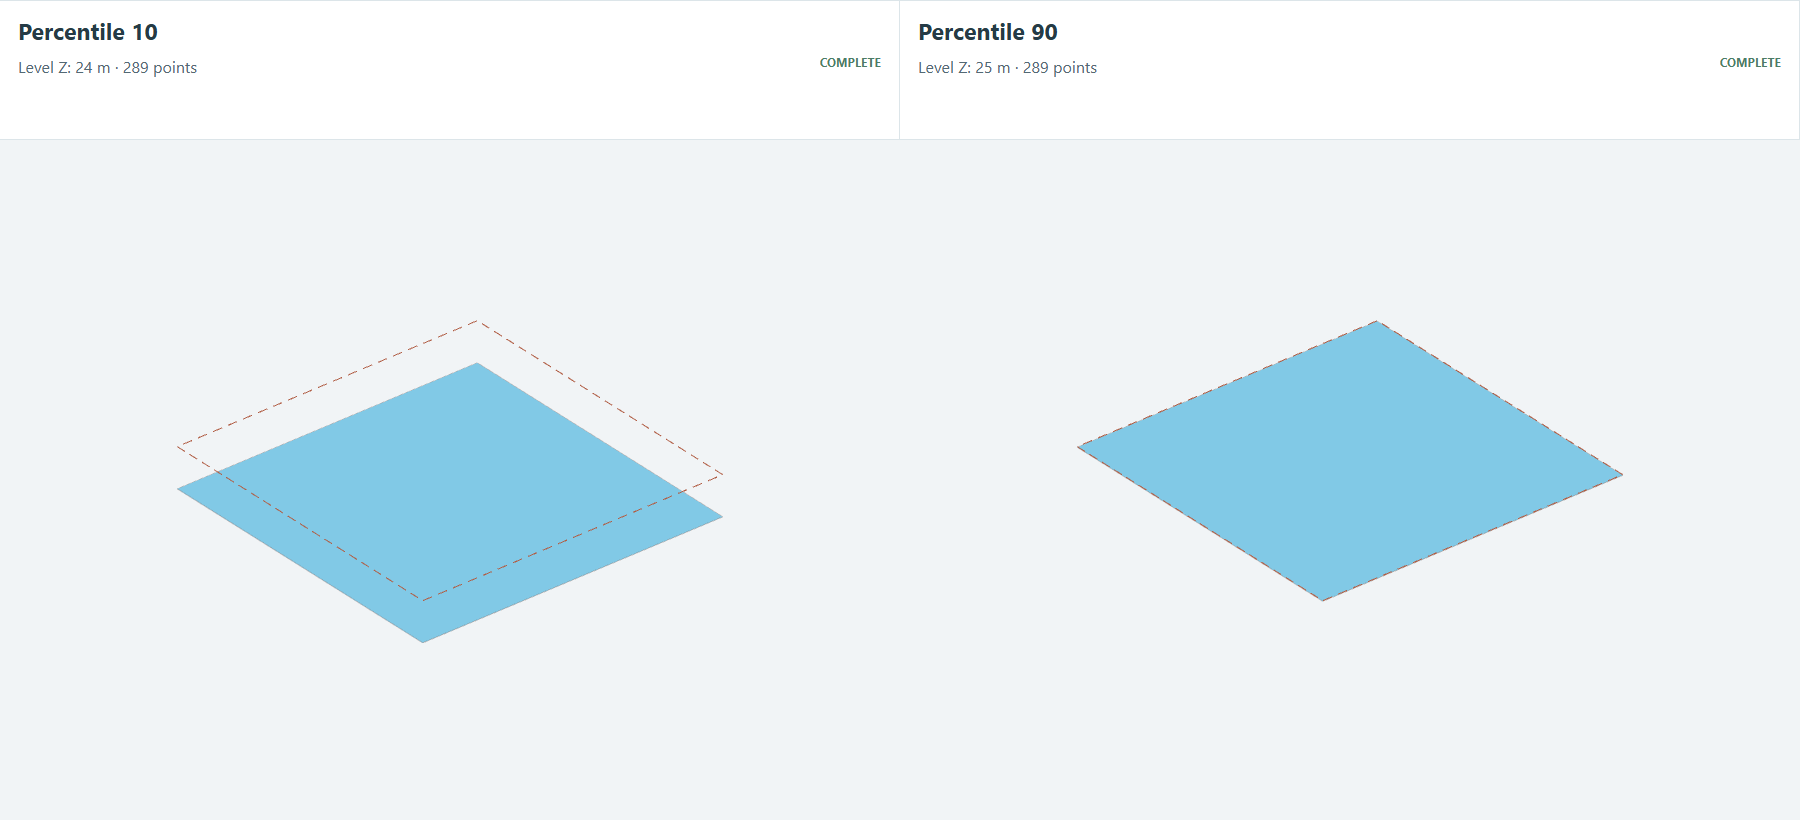 Percentile 10
Level Z: 24 m · 289 points
COMPLETE
Percentile 90
Level Z: 25 m · 289 points
COMPLETE